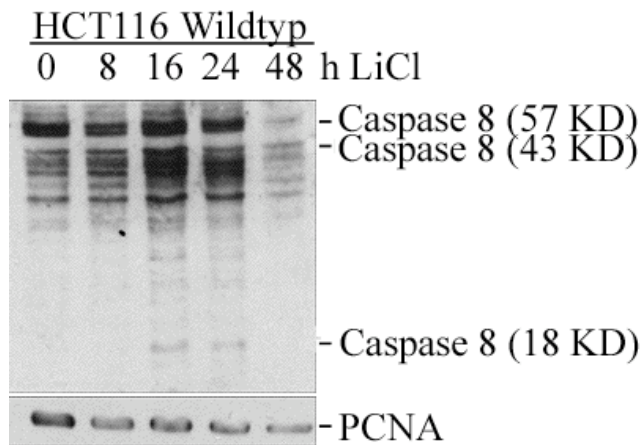 HCT116 Wildtyp
0 8 16 24 48 h LiCl
-Caspase 8 (57 KD)
-Caspase 8 (43 KD)
-Caspase 8 (18 KD)
-PCNA